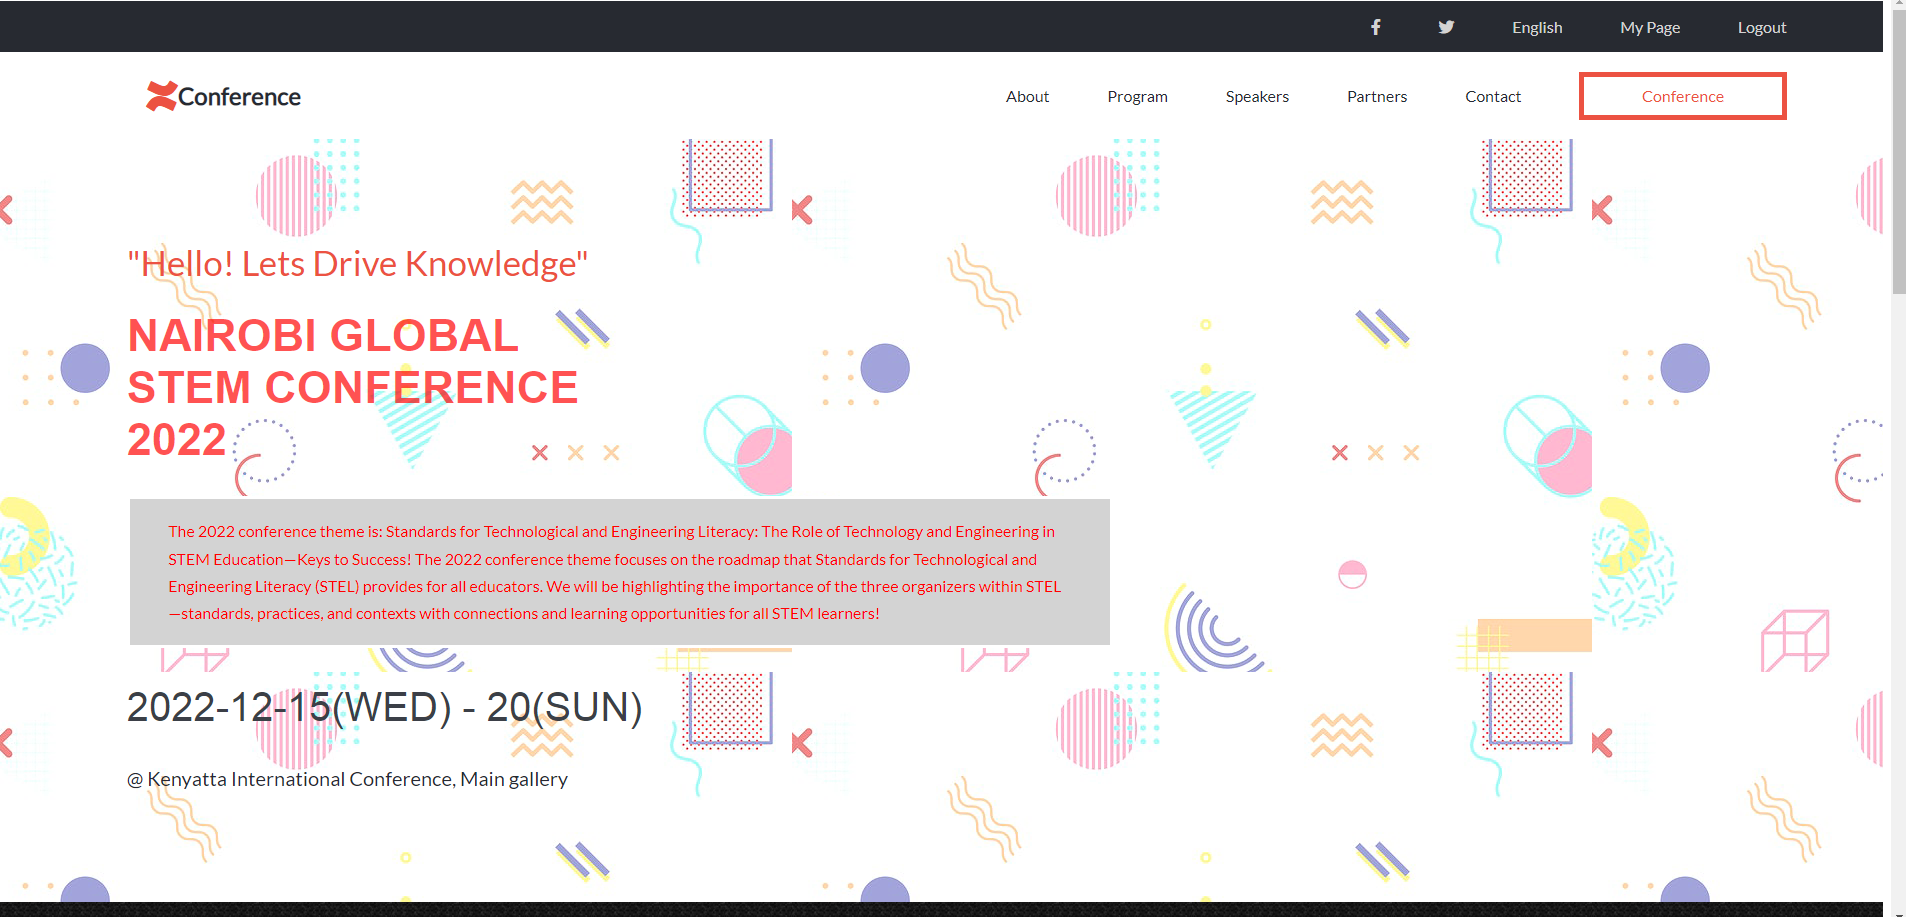 English
My Page
Logout
Conference
About
Program
Speakers
Partners
Contact
Conference
"Hello! Lets Drive Knowledge"
NAIROBI GLOBAL
STEM CONFERENCE
2022
The 2022 conference theme is: Standards for Technological and Engineering Literacy: The Role of Technology and Engineering in
STEM Education—Keys to Success! The 2022 conference theme focuses on the roadmap that Standards for Technological and
Engineering Literacy (STEL) provides for all educators. We will be highlighting the importance of the three organizers within STEL
—standards, practices, and contexts with connections and learning opportunities for all STEM learners!
2022-12-15(WED) - 20(SUN)
@ Kenyatta International Conference, Main gallery